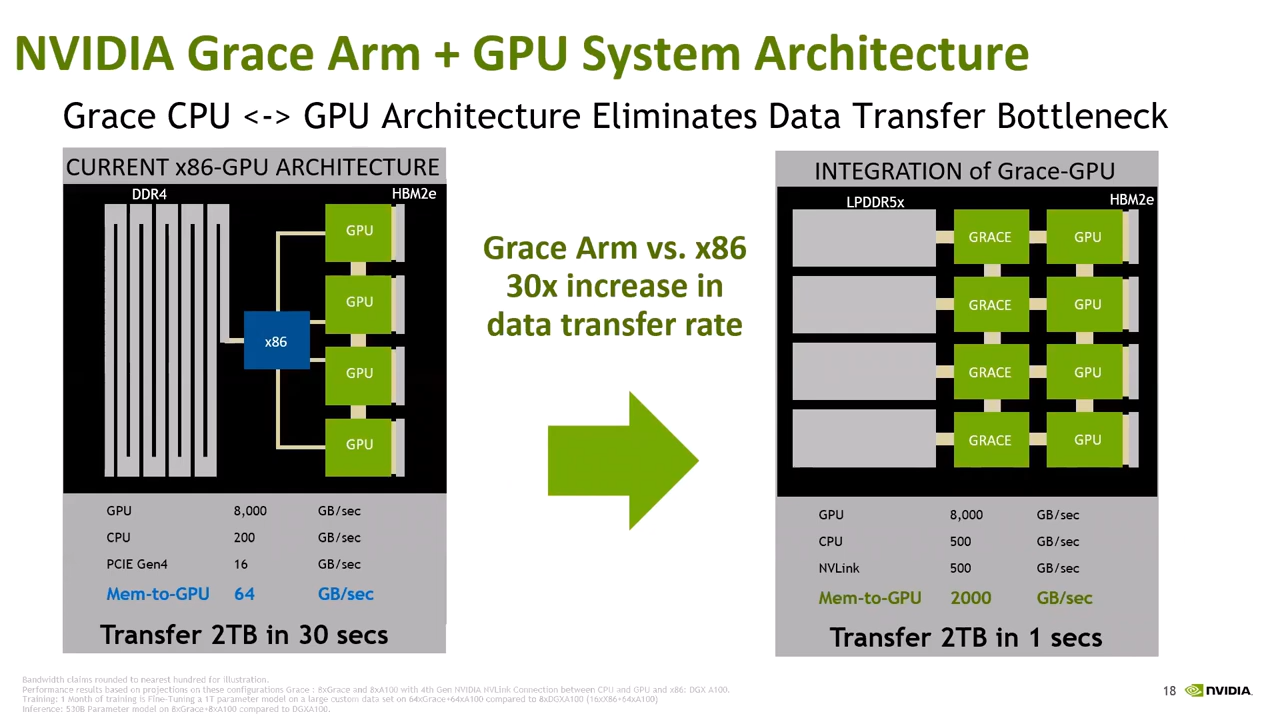 NVIDIA Grace Arm + GPU System Architecture
Grace CPU <-> GPU Architecture Eliminates Data Transfer Bottleneck
CURRENT x86-GPU ARCHITECTURE
DDR4
HBM2e
GPU
GPU
x86
GPU
GPU
GPU 8,000 GB/sec
CPU 200 GB/sec
PCIE Gen4 16 GB/sec
Mem-to-GPU 64 GB/sec
Transfer 2TB in 30 secs
Grace Arm vs. x86
30x increase in
data transfer rate
INTEGRATION of Grace-GPU
LPDDR5x
HBM2e
GRACE GPU
GRACE GPU
GRACE GPU
GRACE GPU
GPU 8,000 GB/sec
CPU 500 GB/sec
NVLink 500 GB/sec
Mem-to-GPU 2000 GB/sec
Transfer 2TB in 1 secs
Bandwidth claims rounded to nearest hundred for illustration.
Performance results based on projections on these configurations Grace : 8xGrace and 8xA100 with 4th Gen NVIDIA NVLink Connection between CPU and GPU and x86: DGX A100.
Training: 1 Month of training is Fine-Tuning a 1T parameter model on a large custom data set on 64xGrace+64xA100 compared to 8xDGXA100 (16xX86+64xA100)
Inference: 530B Parameter model on 8xGrace+8xA100 compared to DGXA100.
18 NVIDIA.